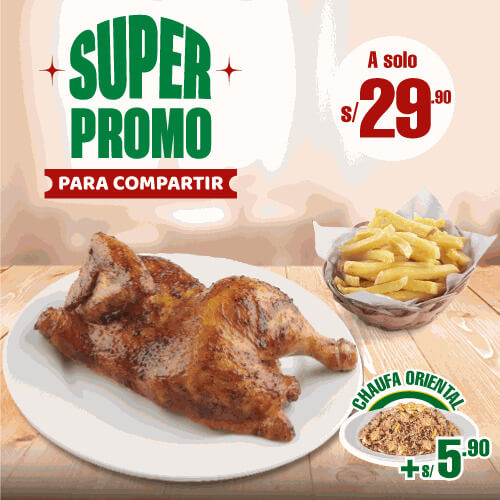 SUPER
PROMO
PARA COMPARTIR
A solo
S/29.90
CHAUFA ORIENTAL
+ S/ 5.90